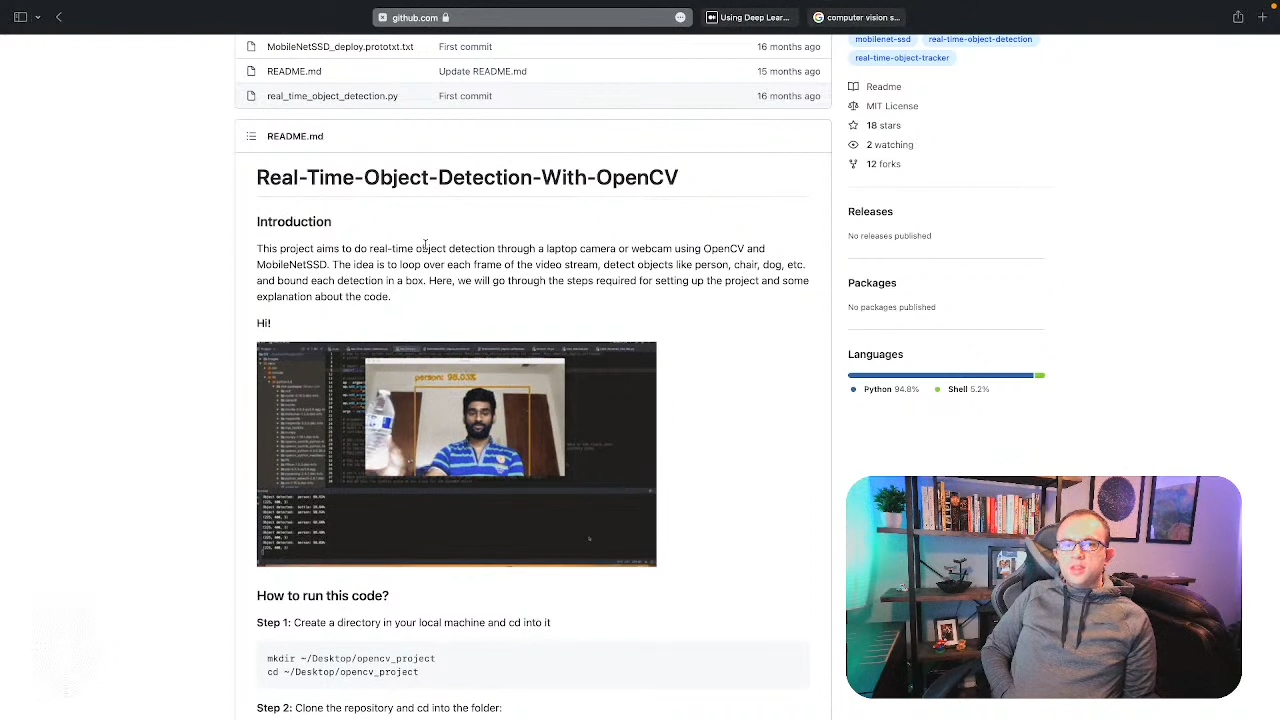 github.com
Using Deep Lear...
computer vision s...
MobileNetSSD_deploy.prototxt.txt First commit 16 months ago
README.md Update README.md 15 months ago
real_time_object_detection.py First commit 16 months ago
README.md
Real-Time-Object-Detection-With-OpenCV
Introduction
This project aims to do real-time object detection through a laptop camera or webcam using OpenCV and
MobileNetSSD. The idea is to loop over each frame of the video stream, detect objects like person, chair, dog, etc.
and bound each detection in a box. Here, we will go through the steps required for setting up the project and some
explanation about the code.
Hi!
person: 98.03%
How to run this code?
Step 1: Create a directory in your local machine and cd into it
mkdir ~/Desktop/opencv_project
cd ~/Desktop/opencv_project
Step 2: Clone the repository and cd into the folder:
mobilenet-ssd real-time-object-detection
real-time-object-tracker
Readme
MIT License
18 stars
2 watching
12 forks
Releases
No releases published
Packages
No packages published
Languages
Python 94.8% Shell 5.2%